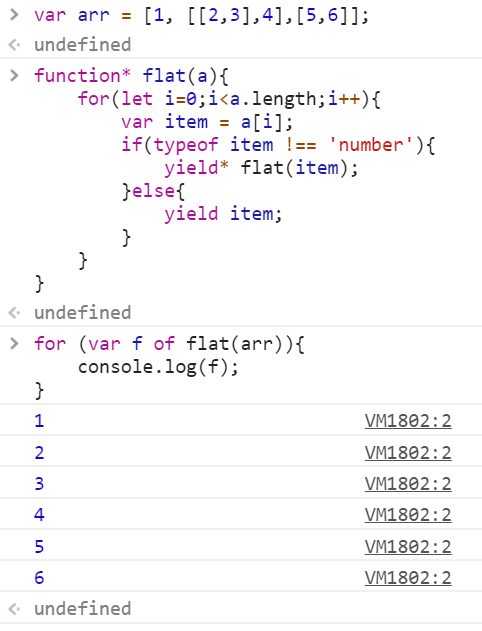 > var arr = [1, [[2,3],4],[5,6]];
< undefined
> function* flat(a){
    for(let i=0;i<a.length;i++){
        var item = a[i];
        if(typeof item !== 'number'){
            yield* flat(item);
        }else{
            yield item;
        }
    }
}
< undefined
> for (var f of flat(arr)){
    console.log(f);
}
1 VM1802:2
2 VM1802:2
3 VM1802:2
4 VM1802:2
5 VM1802:2
6 VM1802:2
< undefined